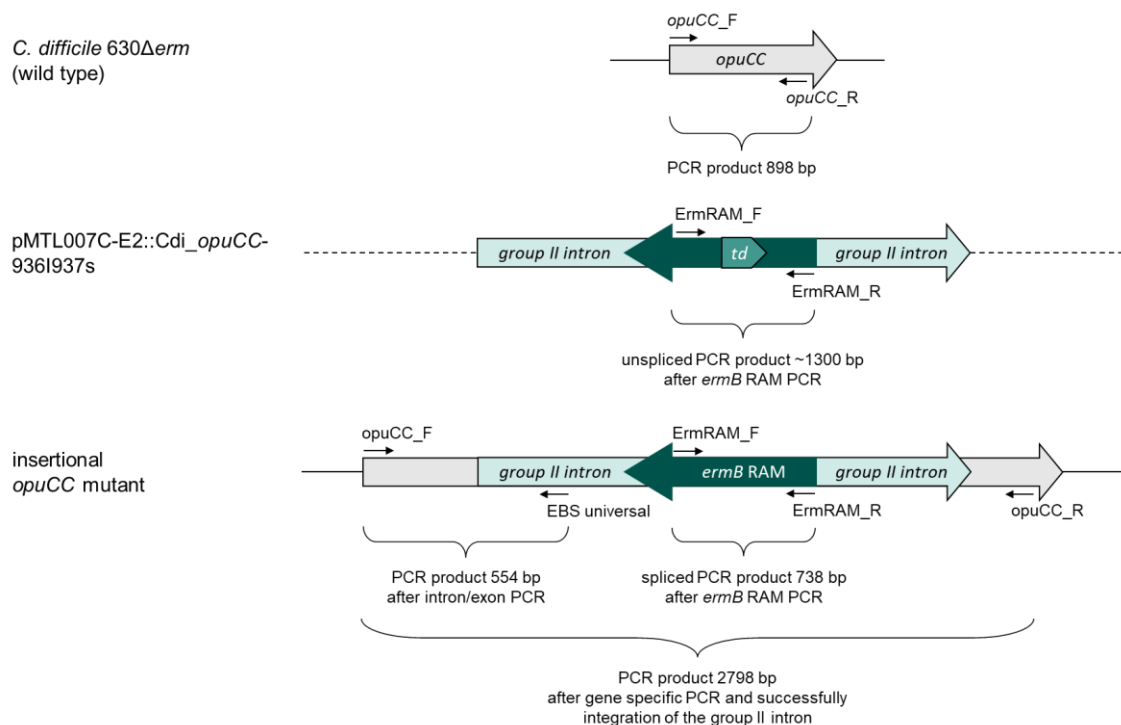 opuCC_F
C. difficile 630Δerm
(wild type)
opuCC
opuCC_R
PCR product 898 bp
ErmRAM_F
pMTL007C-E2::Cdi_opuCC-
936I937s
group II intron
td
group II intron
ErmRAM_R
unspliced PCR product ~1300 bp
after ermB RAM PCR
opuCC_F
ErmRAM_F
insertional
opuCC mutant
group II intron
ermB RAM
group II intron
EBS universal
ErmRAM_R
opuCC_R
PCR product 554 bp
after intron/exon PCR
spliced PCR product 738 bp
after ermB RAM PCR
PCR product 2798 bp
after gene specific PCR and successfully
integration of the group II intron